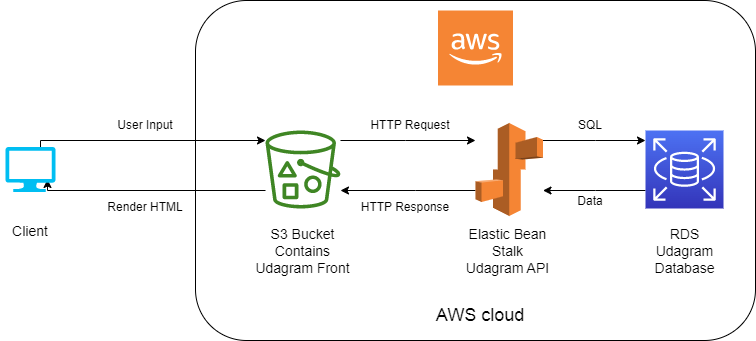 aws
User Input
HTTP Request
SQL
Render HTML
HTTP Response
Data
Client
S3 Bucket
Contains
Udagram Front
Elastic Bean
Stalk
Udagram API
RDS
Udagram
Database
AWS cloud